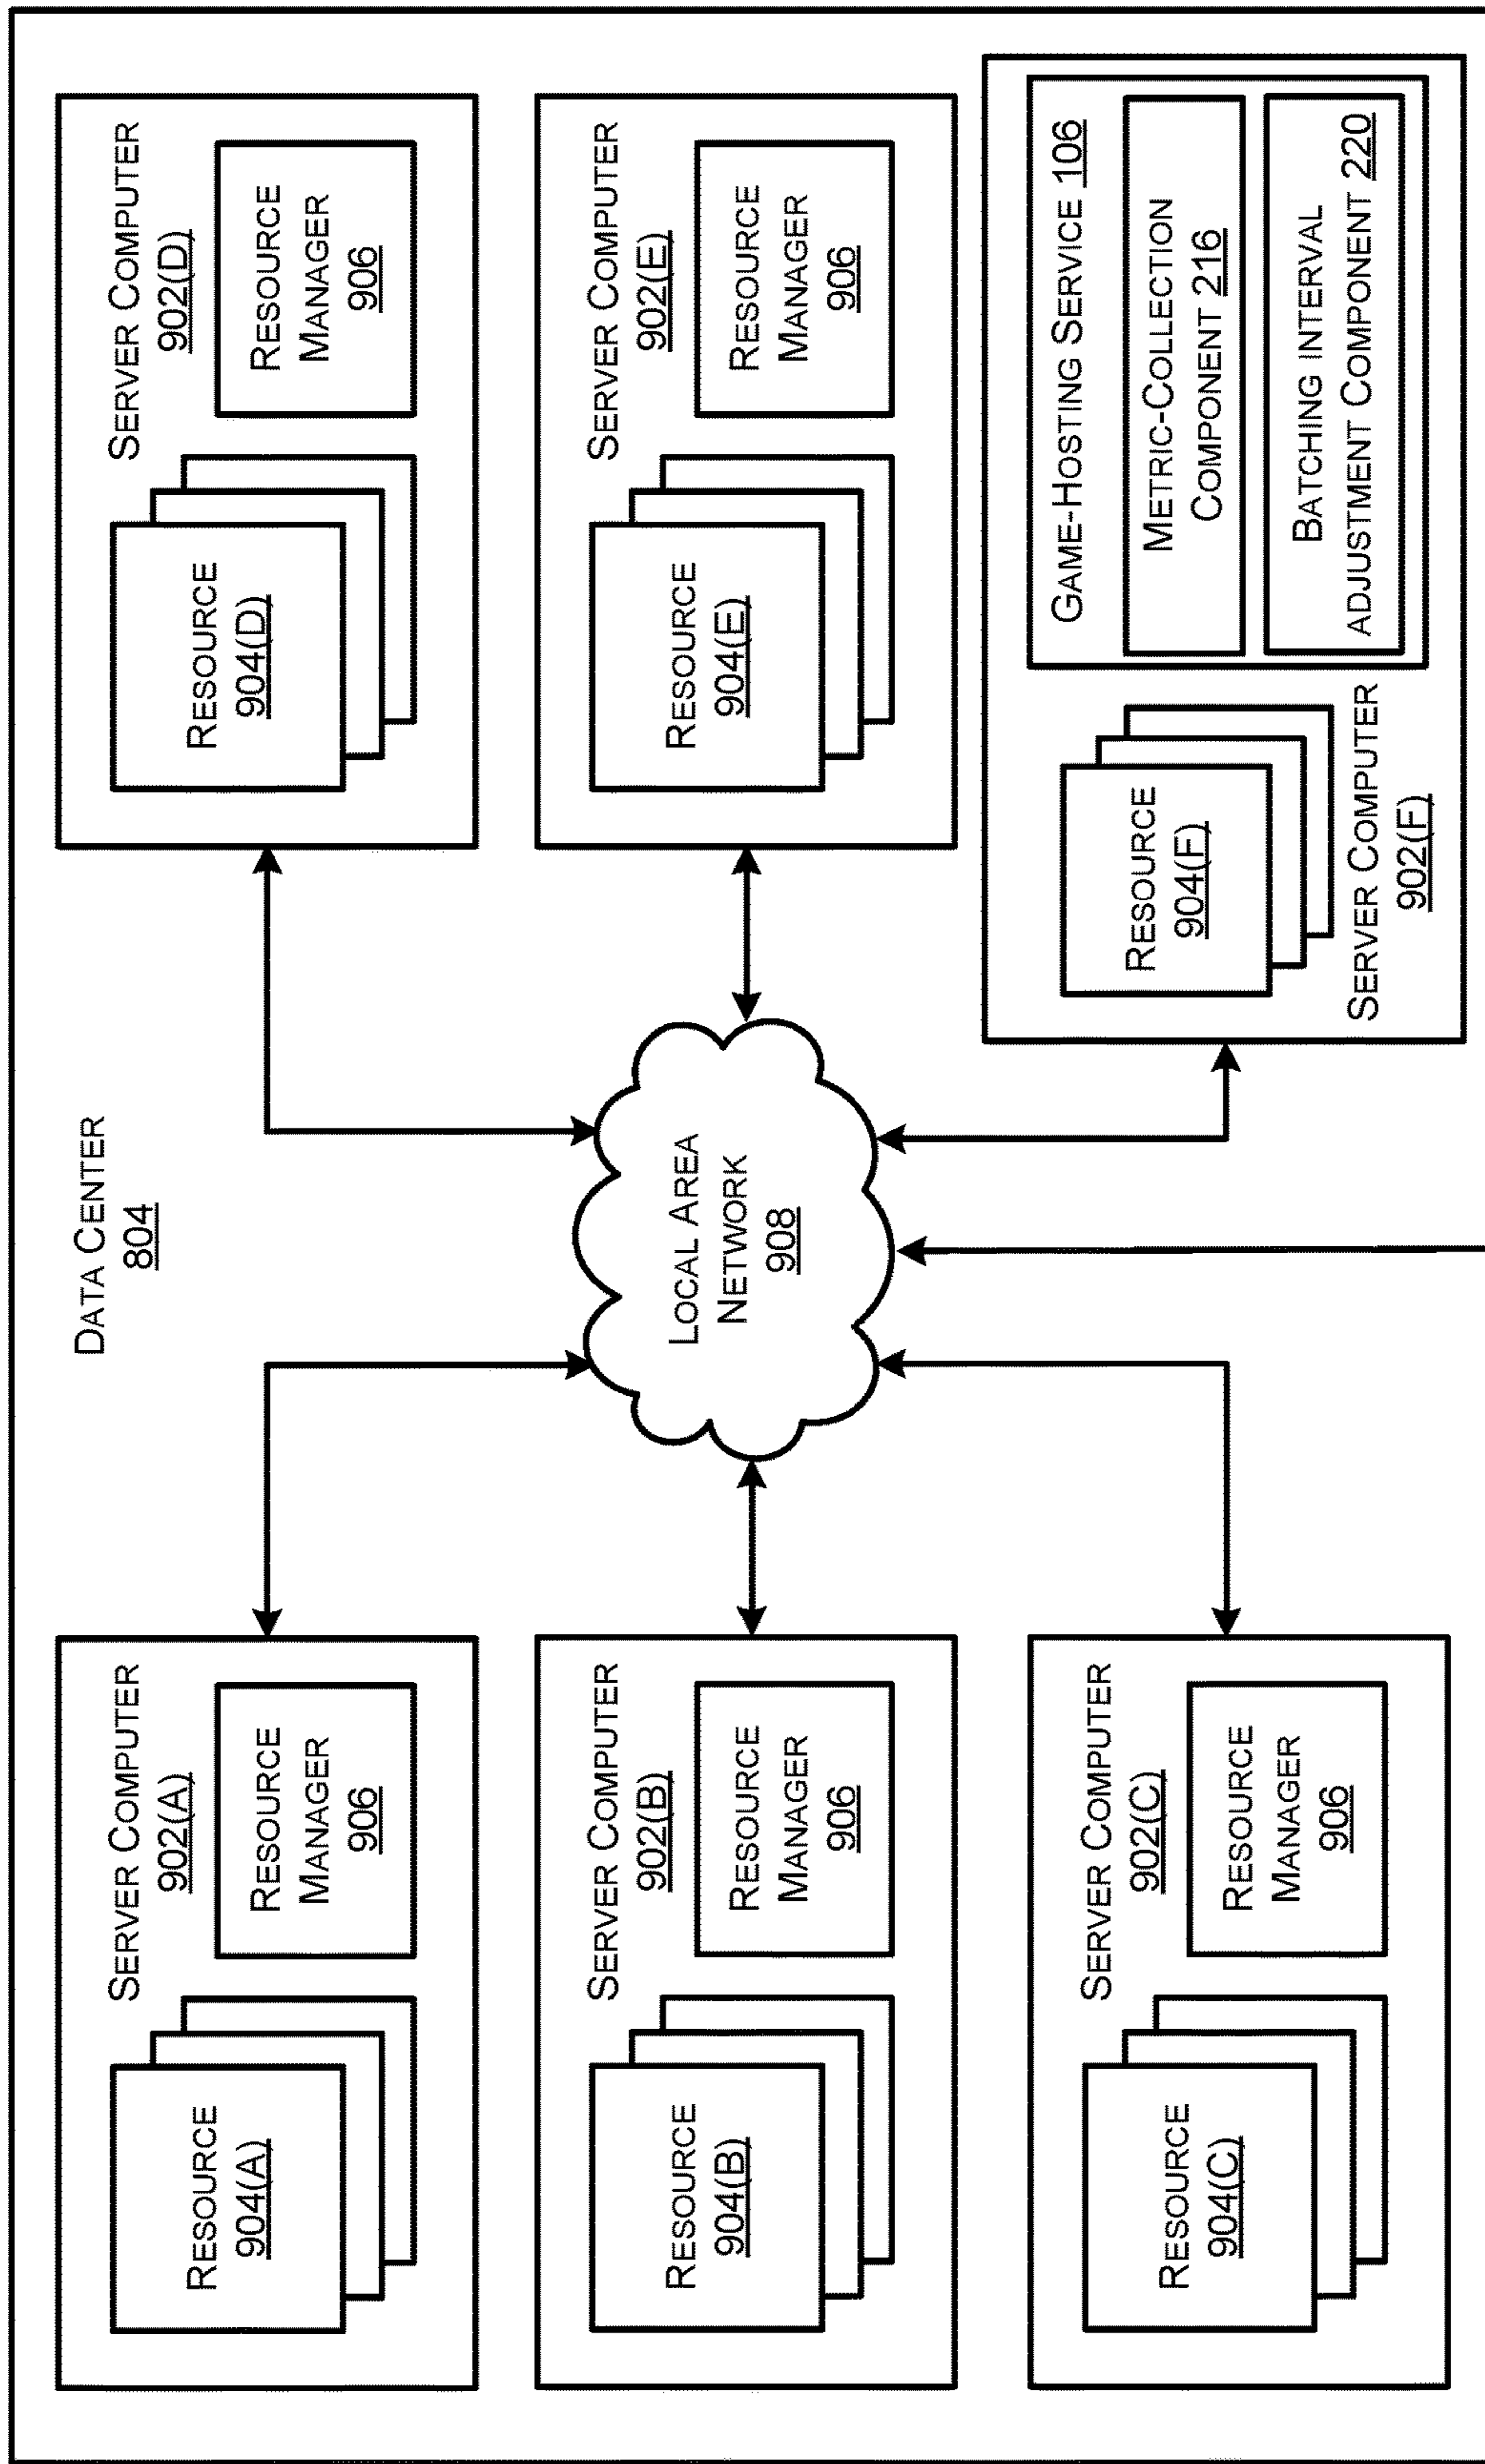 DATA CENTER
804
SERVER COMPUTER
902(A)
RESOURCE
904(A)
RESOURCE
MANAGER
906
SERVER COMPUTER
902(B)
RESOURCE
904(B)
RESOURCE
MANAGER
906
SERVER COMPUTER
902(C)
RESOURCE
904(C)
RESOURCE
MANAGER
906
LOCAL AREA
NETWORK
908
SERVER COMPUTER
902(D)
RESOURCE
904(D)
RESOURCE
MANAGER
906
SERVER COMPUTER
902(E)
RESOURCE
904(E)
RESOURCE
MANAGER
906
GAME-HOSTING SERVICE 106
METRIC-COLLECTION
COMPONENT 216
BATCHING INTERVAL
ADJUSTMENT COMPONENT 220
RESOURCE
904(F)
SERVER COMPUTER
902(F)